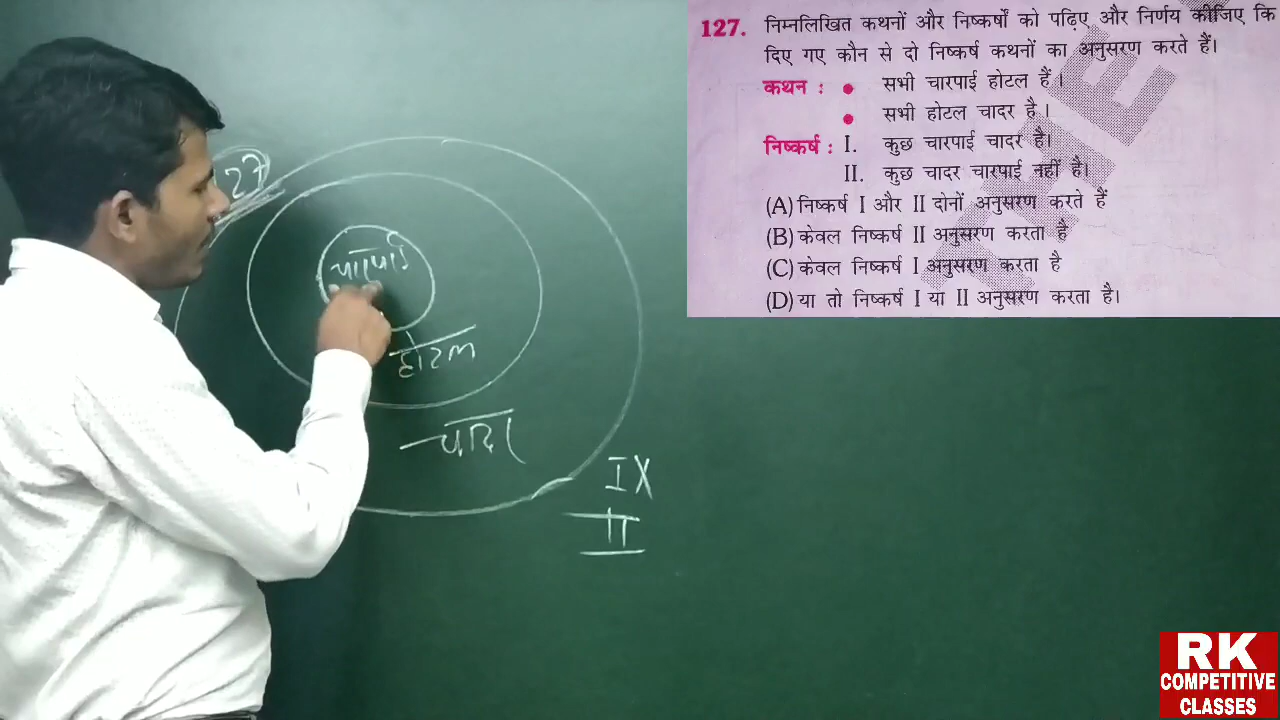 127. निम्नलिखित कथनों और निष्कर्षों को पढ़िए और निर्णय कीजिए कि
दिए गए कौन से दो निष्कर्ष कथनों का अनुसरण करते हैं।
कथन : • सभी चारपाई होटल हैं।
• सभी होटल चादर है।
निष्कर्ष : I. कुछ चारपाई चादर है।
II. कुछ चादर चारपाई नहीं है।
(A) निष्कर्ष I और II दोनों अनुसरण करते हैं
(B) केवल निष्कर्ष II अनुसरण करता है
(C) केवल निष्कर्ष I अनुसरण करता है
(D) या तो निष्कर्ष I या II अनुसरण करता है।
27
चारपाई
होटल
चादर
I X
II
RK
COMPETITIVE
CLASSES